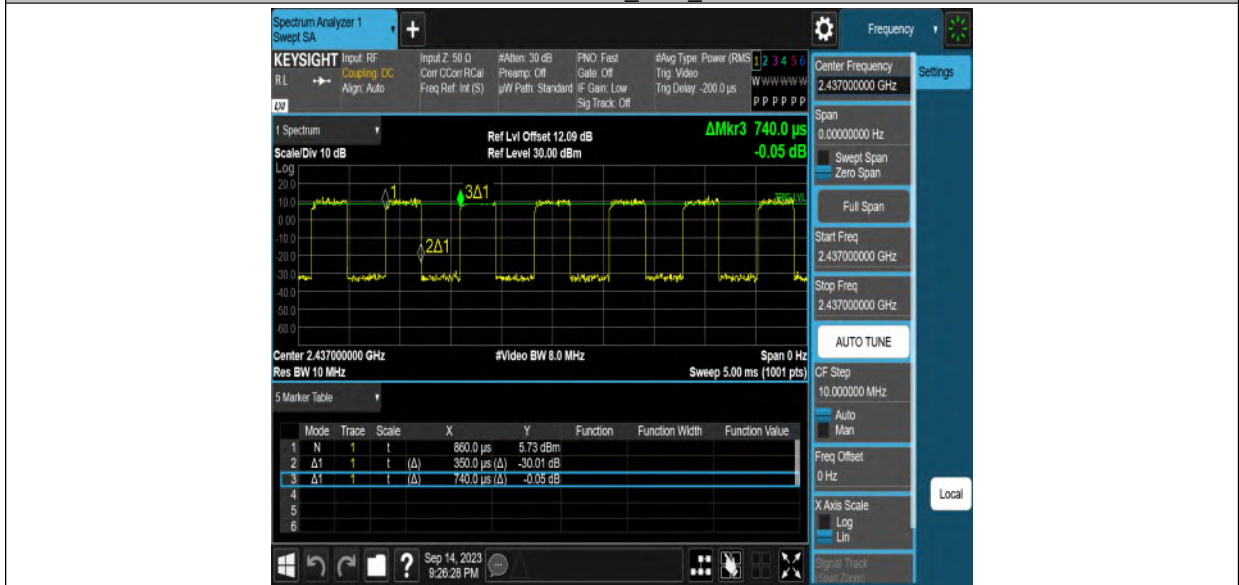 Spectrum Analyzer 1
Swept SA
+
Frequency
KEYSIGHT
RL
Input: RF
Coupling: DC
Align: Auto
Input Z: 50 Ω
Corr CCorr RCal
Freq Ref: Int (S)
#Atten: 30 dB
Preamp: Off
µW Path: Standard
PNO: Fast
Gate: Off
IF Gain: Low
Sig Track: Off
#Avg Type: Power (RMS
Trig: Video
Trig Delay: -200.0 µs
1 2 3 4 5 6
W W W W W W
P P P P P P
1 Spectrum
Scale/Div 10 dB
Ref Lvl Offset 12.09 dB
Ref Level 30.00 dBm
ΔMkr3 740.0 µs
-0.05 dB
Log
20.0
10.0
0.00
-10.0
-20.0
-30.0
-40.0
-50.0
-60.0
1
3Δ1
2Δ1
Center 2.437000000 GHz
Res BW 10 MHz
#Video BW 8.0 MHz
Span 0 Hz
Sweep 5.00 ms (1001 pts)
5 Marker Table
Mode Trace Scale X Y Function Function Width Function Value
1 N 1 t 860.0 µs 5.73 dBm
2 Δ1 1 t (Δ) 350.0 µs (Δ) -30.01 dB
3 Δ1 1 t (Δ) 740.0 µs (Δ) -0.05 dB
4
5
6
Sep 14, 2023
9:26:28 PM
?
Center Frequency
2.437000000 GHz
Settings
Span
0.00000000 Hz
Swept Span
Zero Span
Full Span
Start Freq
2.437000000 GHz
Stop Freq
2.437000000 GHz
AUTO TUNE
CF Step
10.000000 MHz
Auto
Man
Freq Offset
0 Hz
X Axis Scale
Log
Lin
Local
Signal Track
(Span Zoom)